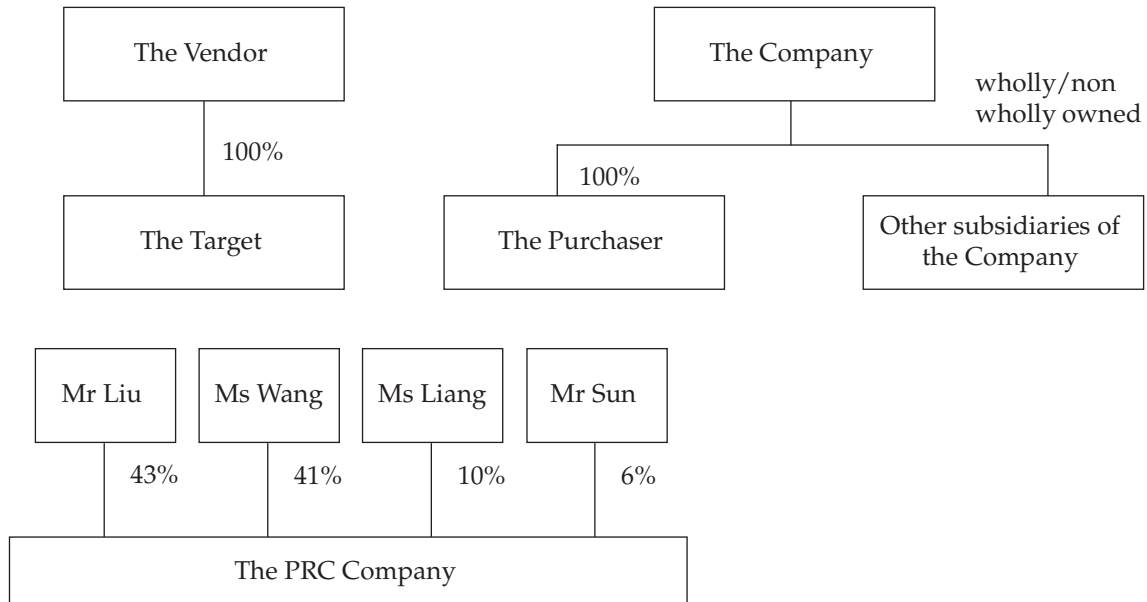 The Vendor
The Company
wholly/non
wholly owned
100%
100%
The Target
The Purchaser
Other subsidiaries of
the Company
Mr Liu
Ms Wang
Ms Liang
Mr Sun
43%
41%
10%
6%
The PRC Company